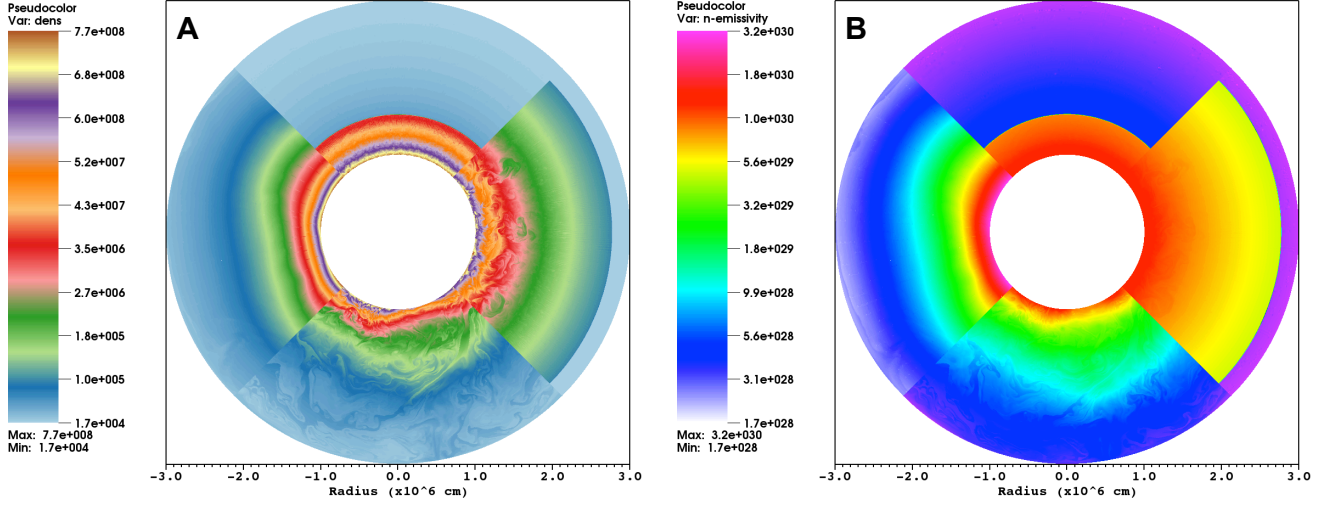 Pseudocolor
Var: dens
7.7e+008
6.8e+008
6.0e+008
5.2e+007
4.3e+007
3.5e+006
2.7e+006
1.8e+005
1.0e+005
1.7e+004
Max: 7.7e+008
Min: 1.7e+004
A
-3.0 -2.0 -1.0 0.0 1.0 2.0 3.0
Radius (x10^6 cm)
Pseudocolor
Var: n-emissivity
3.2e+030
1.8e+030
1.0e+030
5.6e+029
3.2e+029
1.8e+029
9.9e+028
5.6e+028
3.1e+028
1.7e+028
Max: 3.2e+030
Min: 1.7e+028
B
-3.0 -2.0 -1.0 0.0 1.0 2.0 3.0
Radius (x10^6 cm)